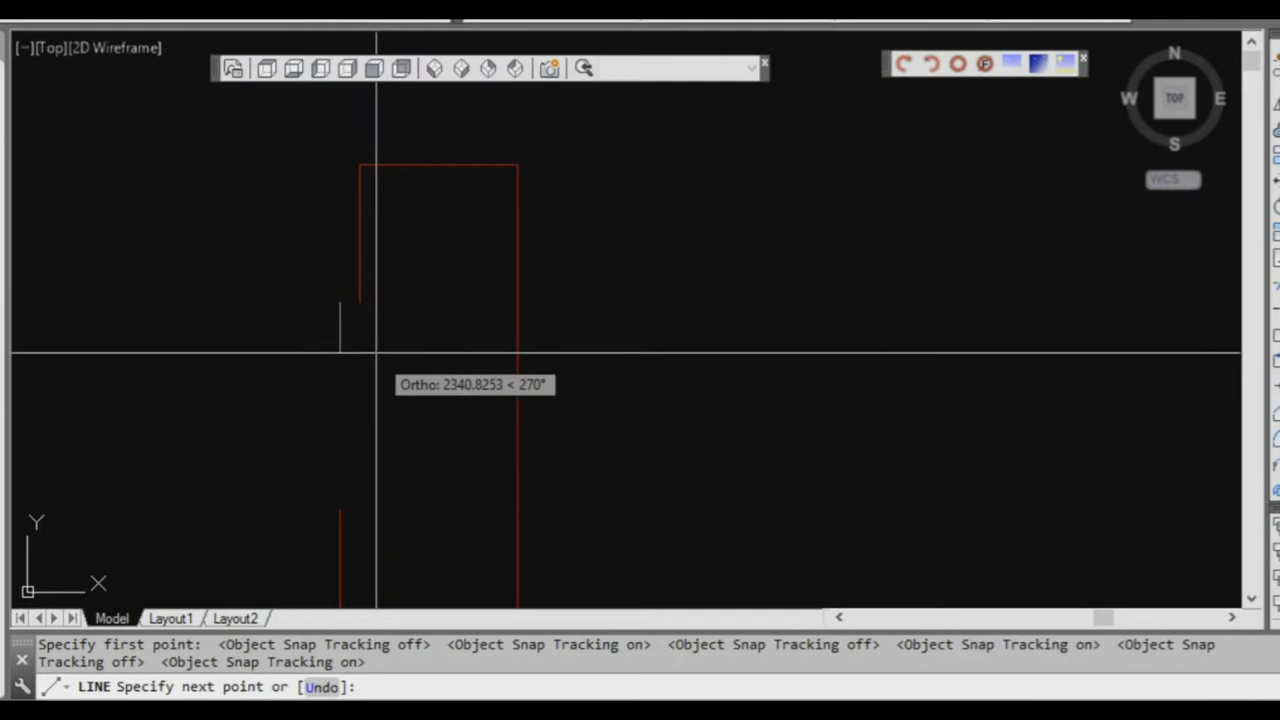 [−][Top][2D Wireframe]
N
W TOP E
S
WCS
Ortho: 2340.8253 < 270°
Y
X
Model Layout1 Layout2
Specify first point: <Object Snap Tracking off> <Object Snap Tracking on> <Object Snap Tracking off> <Object Snap Tracking on> <Object Snap
Tracking off> <Object Snap Tracking on>
LINE Specify next point or [Undo]: